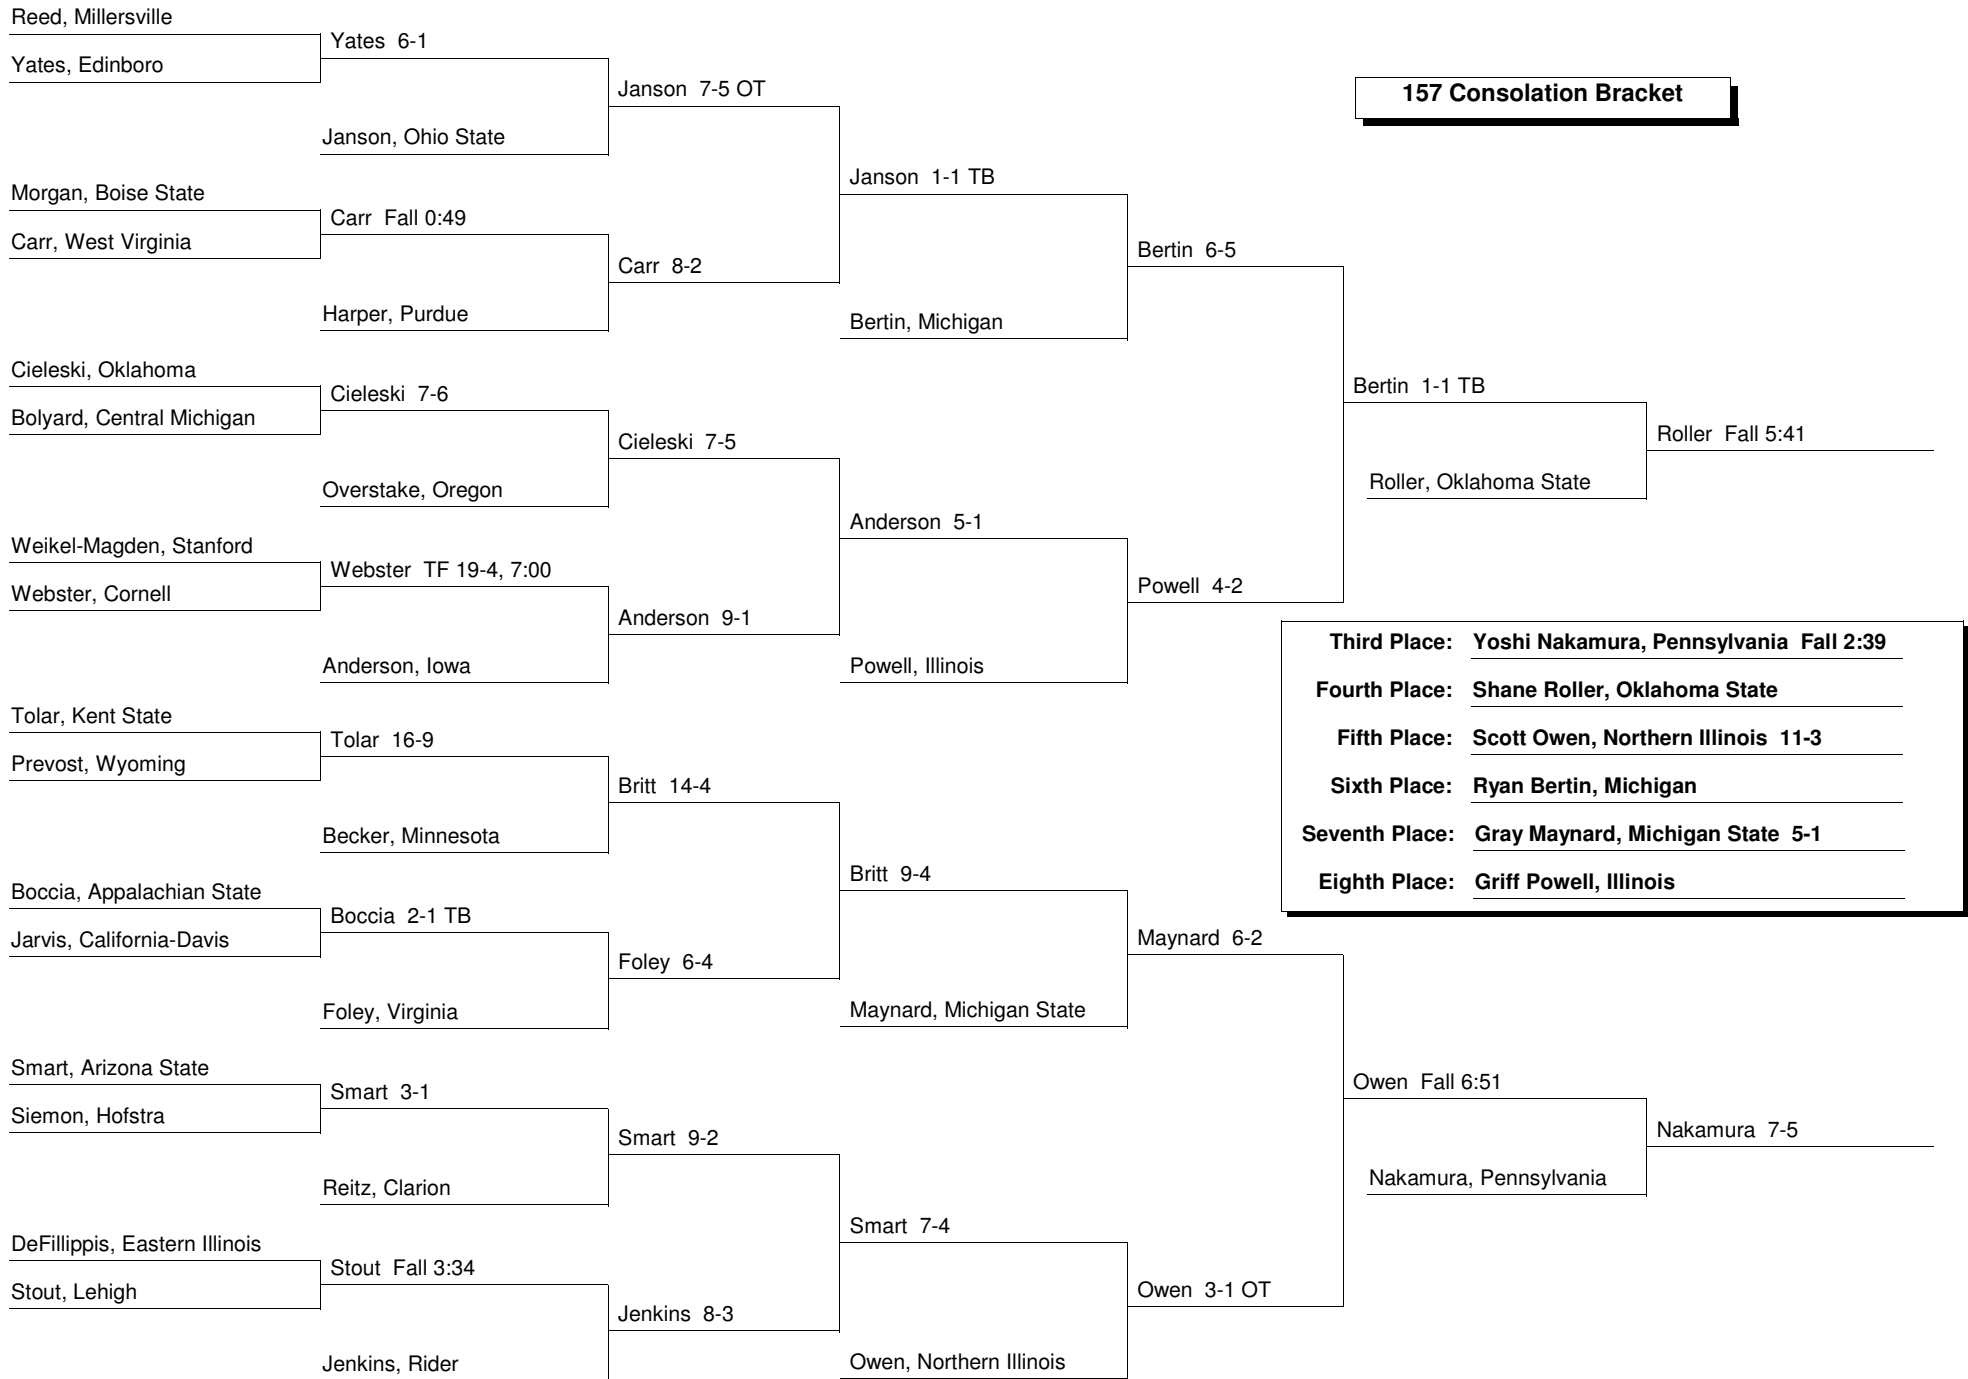 Reed, Millersville
Yates 6-1
Yates, Edinboro
Janson 7-5 OT
157 Consolation Bracket
Janson, Ohio State
Janson 1-1 TB
Morgan, Boise State
Carr Fall 0:49
Carr, West Virginia
Bertin 6-5
Carr 8-2
Harper, Purdue
Bertin, Michigan
Cieleski, Oklahoma
Bertin 1-1 TB
Cieleski 7-6
Bolyard, Central Michigan
Roller Fall 5:41
Cieleski 7-5
Roller, Oklahoma State
Overstake, Oregon
Anderson 5-1
Weikel-Magden, Stanford
Webster TF 19-4, 7:00
Powell 4-2
Webster, Cornell
Anderson 9-1
Third Place: Yoshi Nakamura, Pennsylvania Fall 2:39
Anderson, Iowa
Powell, Illinois
Fourth Place: Shane Roller, Oklahoma State
Tolar, Kent State
Tolar 16-9
Fifth Place: Scott Owen, Northern Illinois 11-3
Prevost, Wyoming
Britt 14-4
Sixth Place: Ryan Bertin, Michigan
Becker, Minnesota
Seventh Place: Gray Maynard, Michigan State 5-1
Britt 9-4
Eighth Place: Griff Powell, Illinois
Boccia, Appalachian State
Boccia 2-1 TB
Jarvis, California-Davis
Maynard 6-2
Foley 6-4
Foley, Virginia
Maynard, Michigan State
Smart, Arizona State
Owen Fall 6:51
Smart 3-1
Siemon, Hofstra
Nakamura 7-5
Smart 9-2
Nakamura, Pennsylvania
Reitz, Clarion
Smart 7-4
DeFillippis, Eastern Illinois
Stout Fall 3:34
Stout, Lehigh
Owen 3-1 OT
Jenkins 8-3
Jenkins, Rider
Owen, Northern Illinois